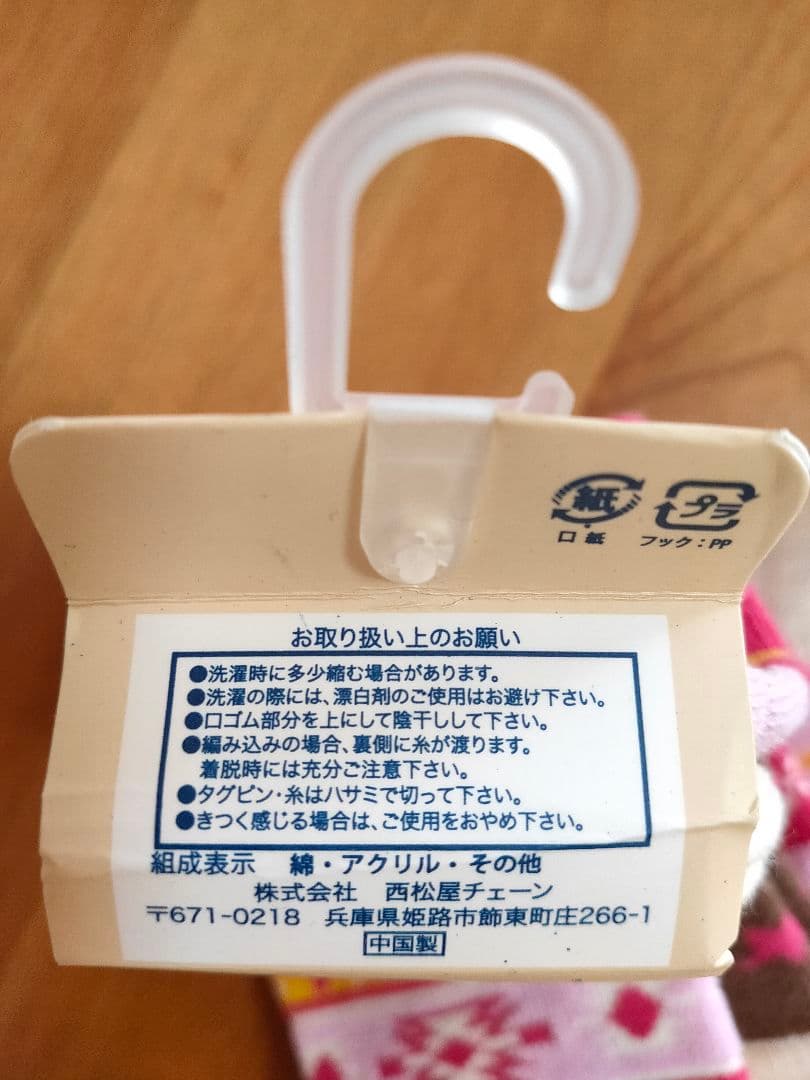 紙
プラ
口紙
フック:PP
お取り扱い上のお願い
●洗濯時に多少縮む場合があります。
●洗濯の際には、漂白剤のご使用はお避け下さい。
●口ゴム部分を上にして陰干しして下さい。
●編み込みの場合、裏側に糸が渡ります。
着脱時には充分ご注意下さい。
●タグピン・糸はハサミで切って下さい。
●きつく感じる場合は、ご使用をおやめ下さい。
組成表示 綿・アクリル・その他
株式会社 西松屋チェーン
〒671-0218 兵庫県姫路市飾東町庄266-1
中国製